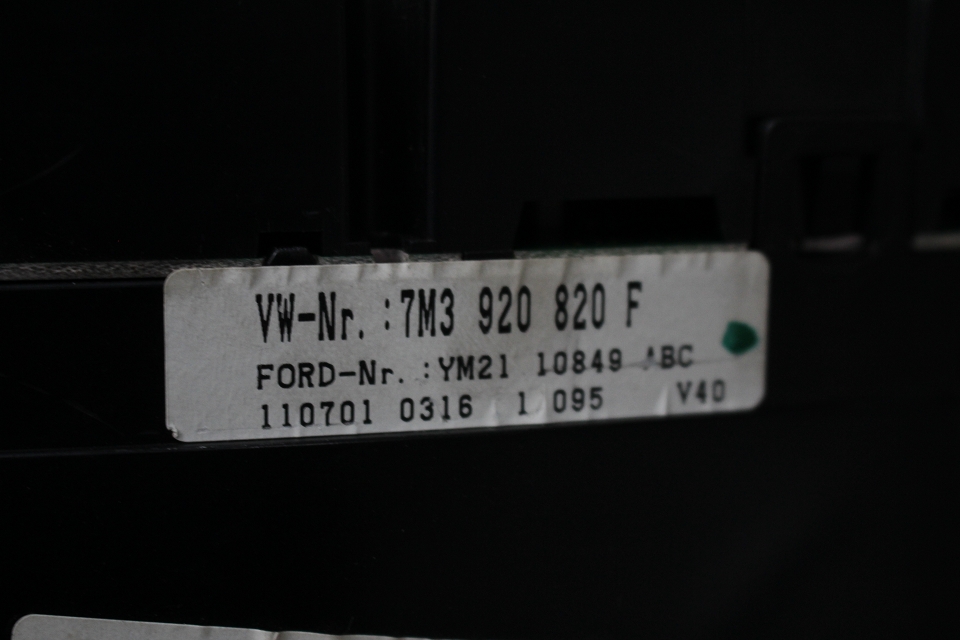 VW-Nr.:7M3 920 820 F
FORD-Nr.:YM21 10849 ABC
110701 0316 1 095 V40